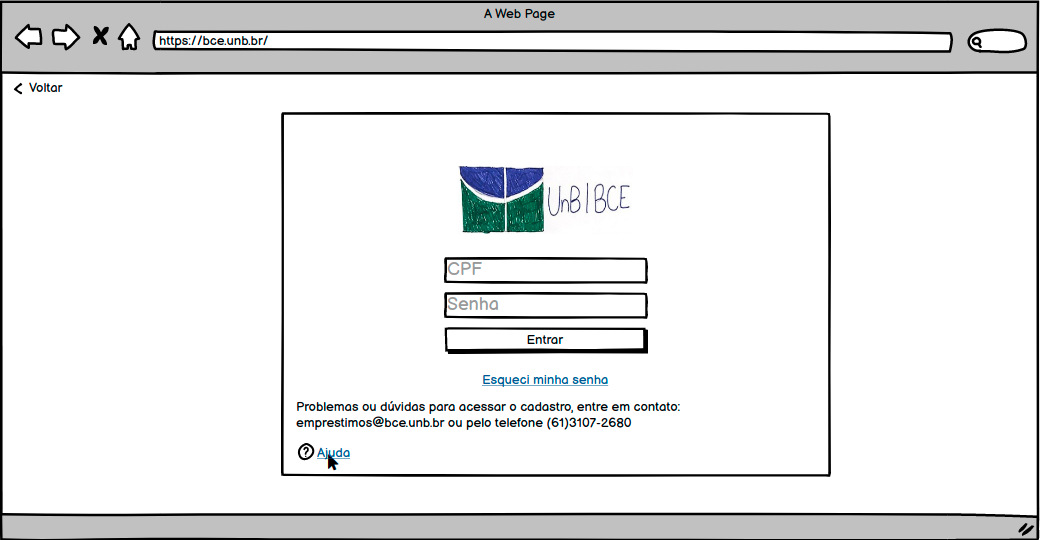 A Web Page
https://bce.unb.br/
Voltar
UnB|BCE
CPF
Senha
Entrar
Esqueci minha senha
Problemas ou dúvidas para acessar o cadastro, entre em contato:
emprestimos@bce.unb.br ou pelo telefone (61)3107-2680
? Ajuda